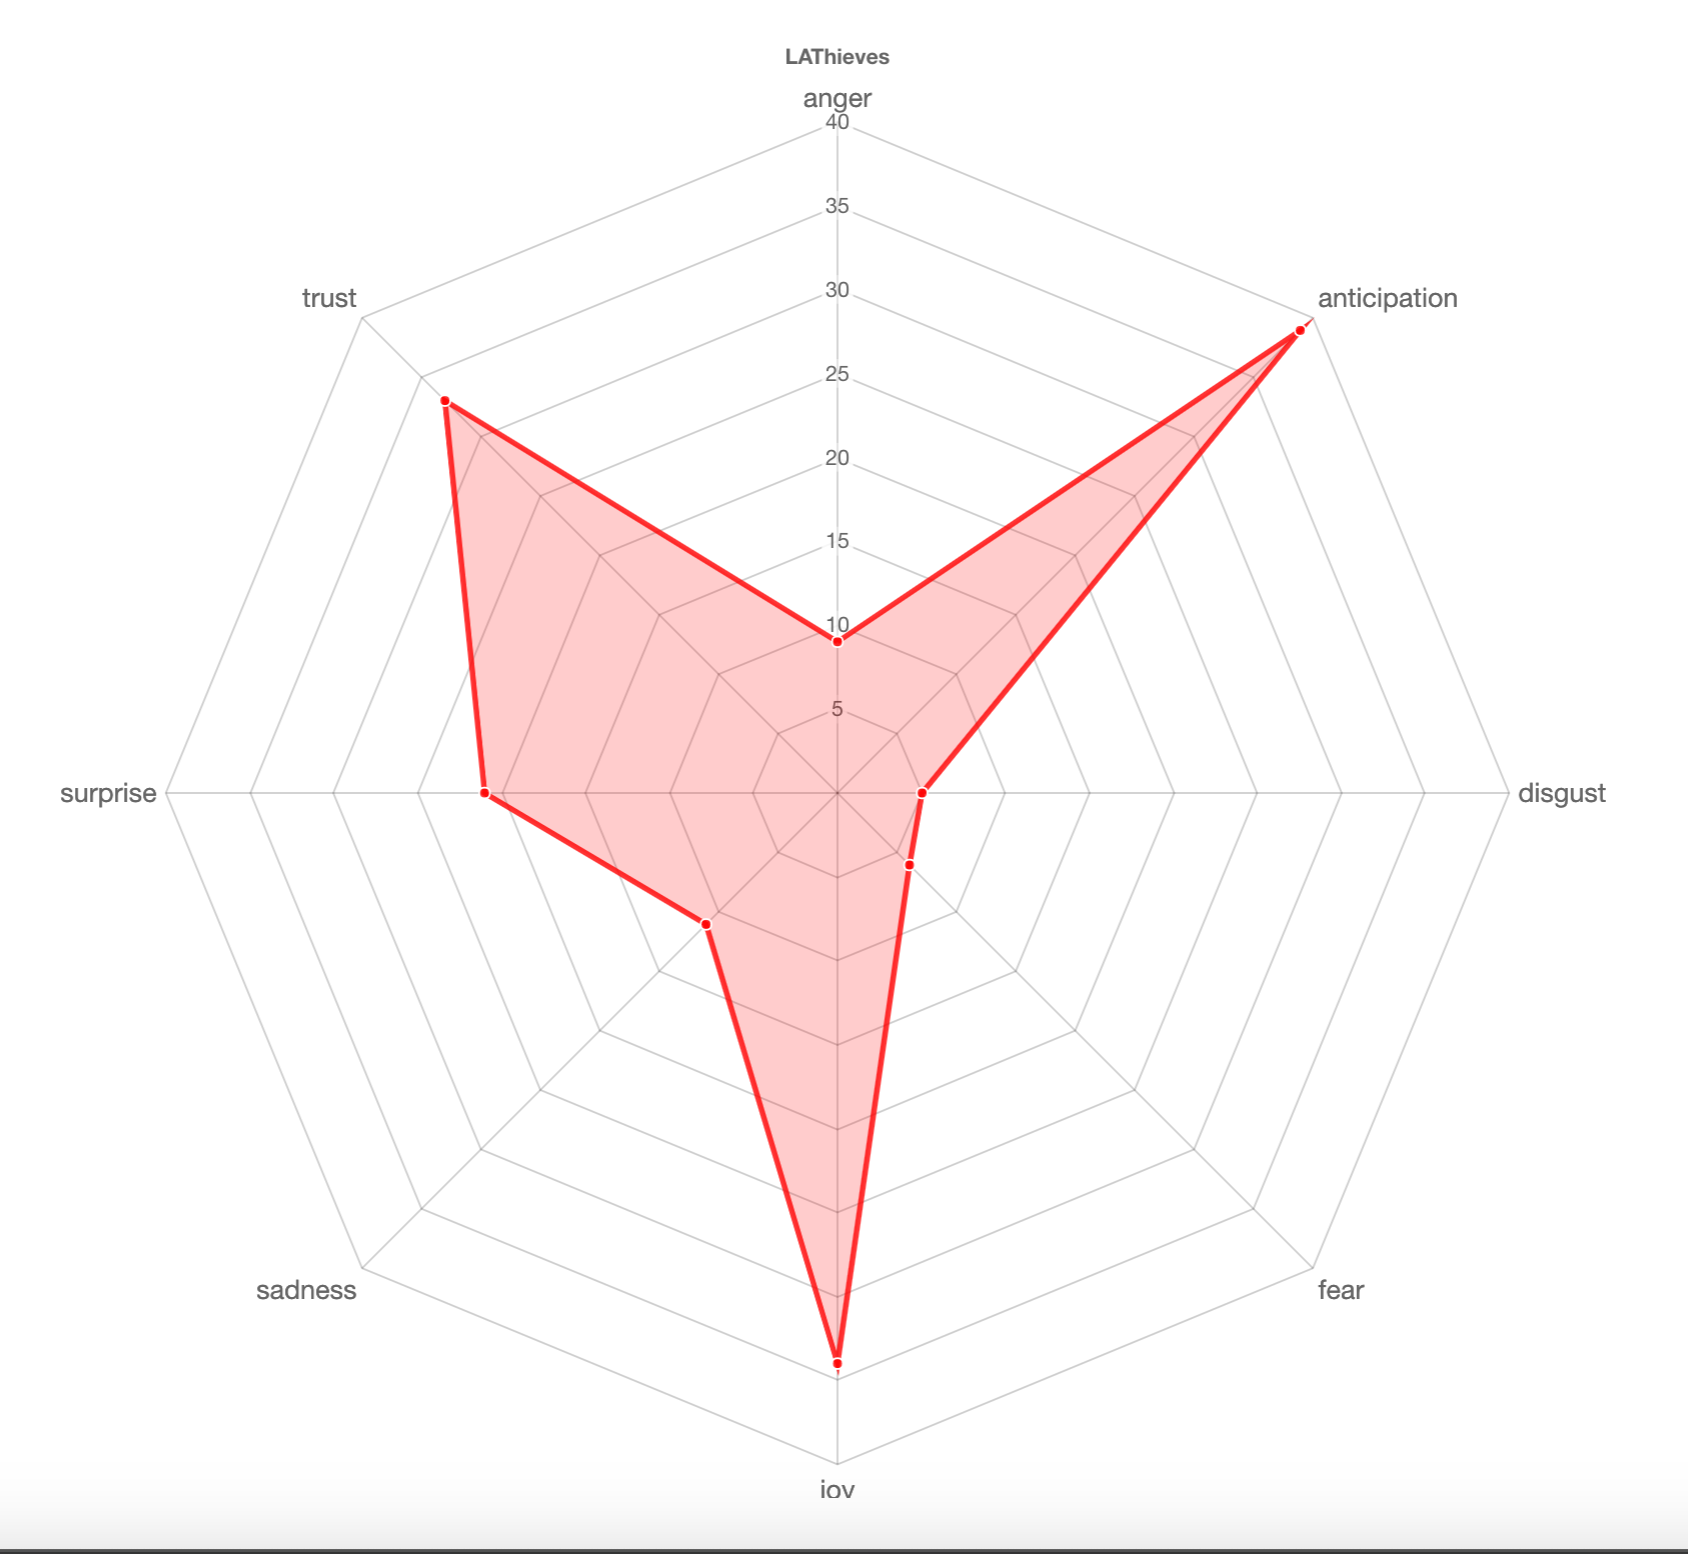 LAThieves
anger
40
35
30
25
20
15
10
5
trust
anticipation
surprise
disgust
sadness
fear
joy